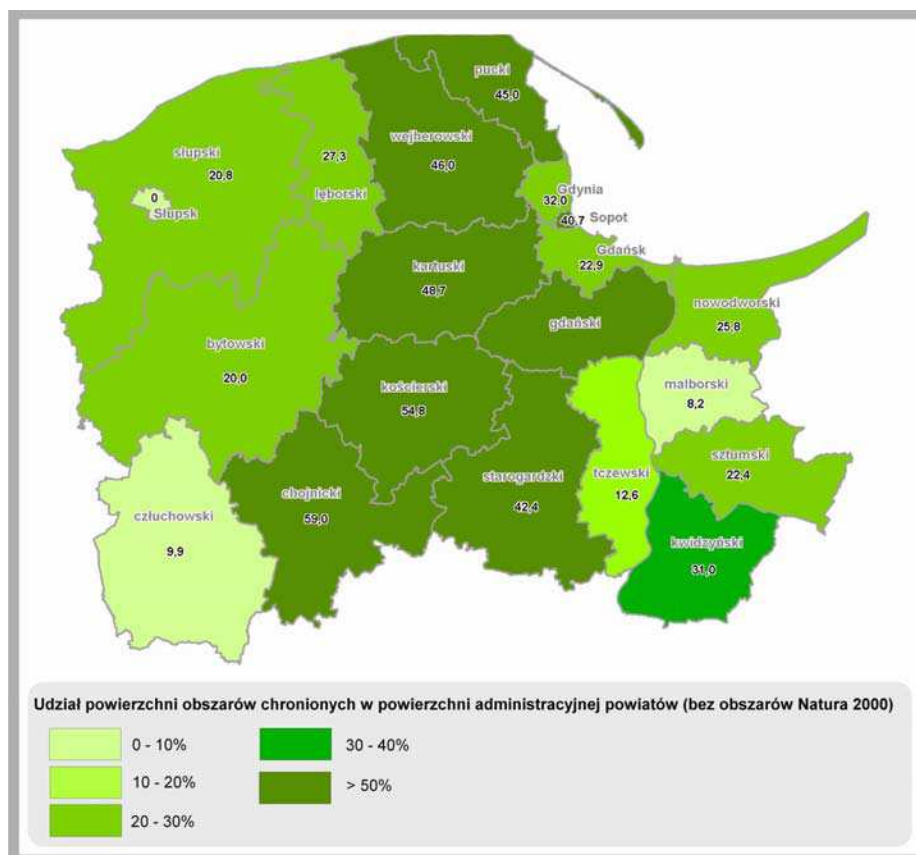 pucki
45,0
wejherowski
46,0
słupski
20,8
27,3
lęborski
0
Słupsk
Gdynia
32,0
Sopot
40,7
Gdańsk
22,9
kartuski
48,7
gdański
nowodworski
25,8
bytowski
20,0
kościerski
54,8
malborski
8,2
sztumski
22,4
starogardzki
42,4
tczewski
12,6
chojnicki
59,0
człuchowski
9,9
kwidzyński
31,0
Udział powierzchni obszarów chronionych w powierzchni administracyjnej powiatów (bez obszarów Natura 2000)
0 - 10%
30 - 40%
10 - 20%
> 50%
20 - 30%